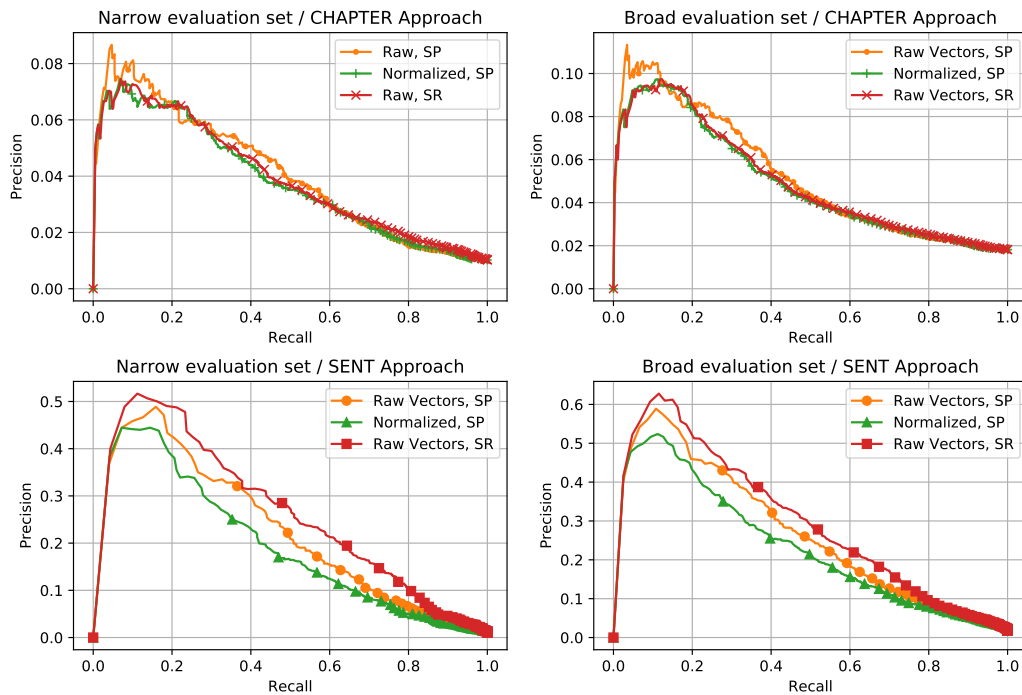 Narrow evaluation set / CHAPTER Approach
Precision
0.08
0.06
0.04
0.02
0.00
Raw, SP
Normalized, SP
Raw, SR
0.0 0.2 0.4 0.6 0.8 1.0
Recall
Broad evaluation set / CHAPTER Approach
Precision
0.10
0.08
0.06
0.04
0.02
0.00
Raw Vectors, SP
Normalized, SP
Raw Vectors, SR
0.0 0.2 0.4 0.6 0.8 1.0
Recall
Narrow evaluation set / SENT Approach
Precision
0.5
0.4
0.3
0.2
0.1
0.0
Raw Vectors, SP
Normalized, SP
Raw Vectors, SR
0.0 0.2 0.4 0.6 0.8 1.0
Recall
Broad evaluation set / SENT Approach
Precision
0.6
0.5
0.4
0.3
0.2
0.1
0.0
Raw Vectors, SP
Normalized, SP
Raw Vectors, SR
0.0 0.2 0.4 0.6 0.8 1.0
Recall